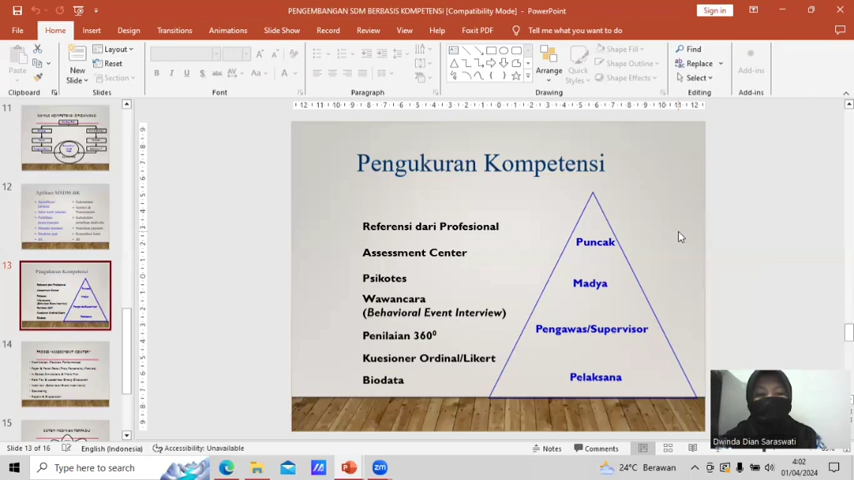 PENGEMBANGAN SDM BERBASIS KOMPETENSI [Compatibility Mode] - PowerPoint
Sign in
File Home Insert Design Transitions Animations Slide Show Record Review View Help Foxit PDF Tell me what you want to do
Paste
New Slide
Layout
Reset
Section
Arrange
Quick Styles
Shape Fill
Shape Outline
Shape Effects
Find
Replace
Select
Add-ins
Clipboard
Slides
Font
Paragraph
Drawing
Editing
Add-ins
11
12
13
14
15
Pengukuran Kompetensi
Referensi dari Profesional
Assessment Center
Psikotes
Wawancara
(Behavioral Event Interview)
Penilaian 360⁰
Kuesioner Ordinal/Likert
Biodata
Puncak
Madya
Pengawas/Supervisor
Pelaksana
Dwinda Dian Saraswati
Slide 13 of 16
English (Indonesia)
Accessibility: Unavailable
Notes
Comments
Type here to search
24°C Berawan
4:02
01/04/2024